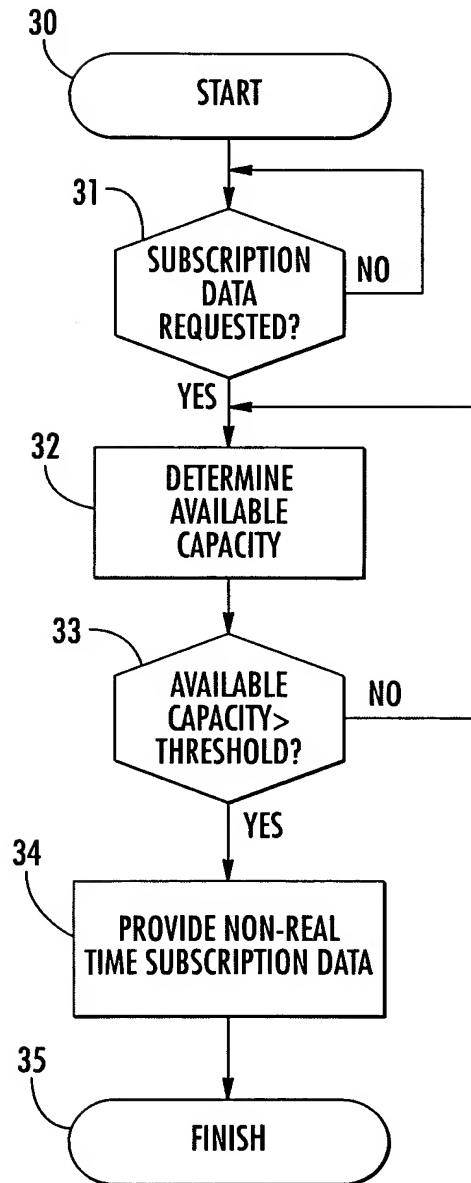 30
START
31
SUBSCRIPTION
DATA
REQUESTED?
NO
YES
32
DETERMINE
AVAILABLE
CAPACITY
33
AVAILABLE
CAPACITY>
THRESHOLD?
NO
YES
34
PROVIDE NON-REAL
TIME SUBSCRIPTION DATA
35
FINISH